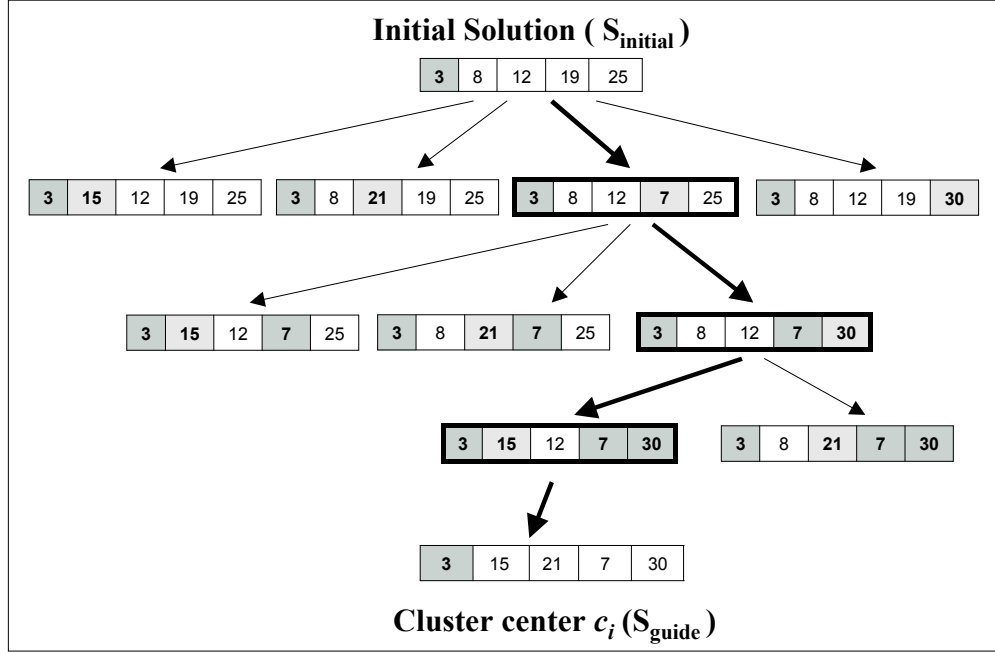 Initial Solution ( Sinitial )
3 8 12 19 25
3 15 12 19 25 3 8 21 19 25 3 8 12 7 25 3 8 12 19 30
3 15 12 7 25 3 8 21 7 25 3 8 12 7 30
3 15 12 7 30 3 8 21 7 30
3 15 21 7 30
Cluster center ci (Sguide )